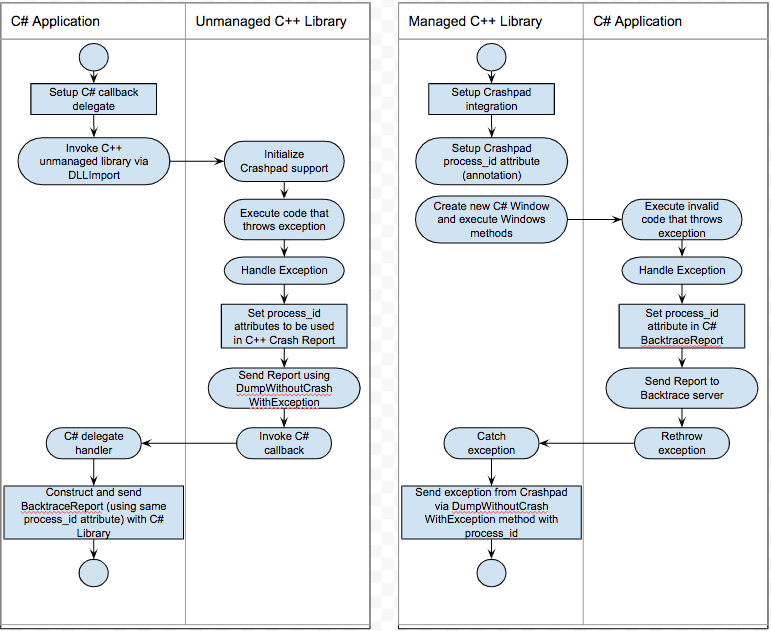 C# Application
Unmanaged C++ Library
Setup C# callback
delegate
Invoke C++
unmanaged library via
DLLImport
Initialize
Crashpad support
Execute code that
throws exception
Handle Exception
Set process_id
attributes to be used
in C++ Crash Report
Send Report using
DumpWithoutCrash
WithException
Invoke C#
callback
C# delegate
handler
Construct and send
BacktraceReport (using same
process_id attribute) with C#
Library
Managed C++ Library
C# Application
Setup Crashpad
integration
Setup Crashpad
process_id attribute
(annotation)
Create new C# Window
and execute Windows
methods
Execute invalid
code that throws
exception
Handle Exception
Set process_id
attribute in C#
BacktraceReport
Send Report to
Backtrace server
Rethrow
exception
Catch
exception
Send exception from Crashpad
via DumpWithoutCrash
WithException method with
process_id